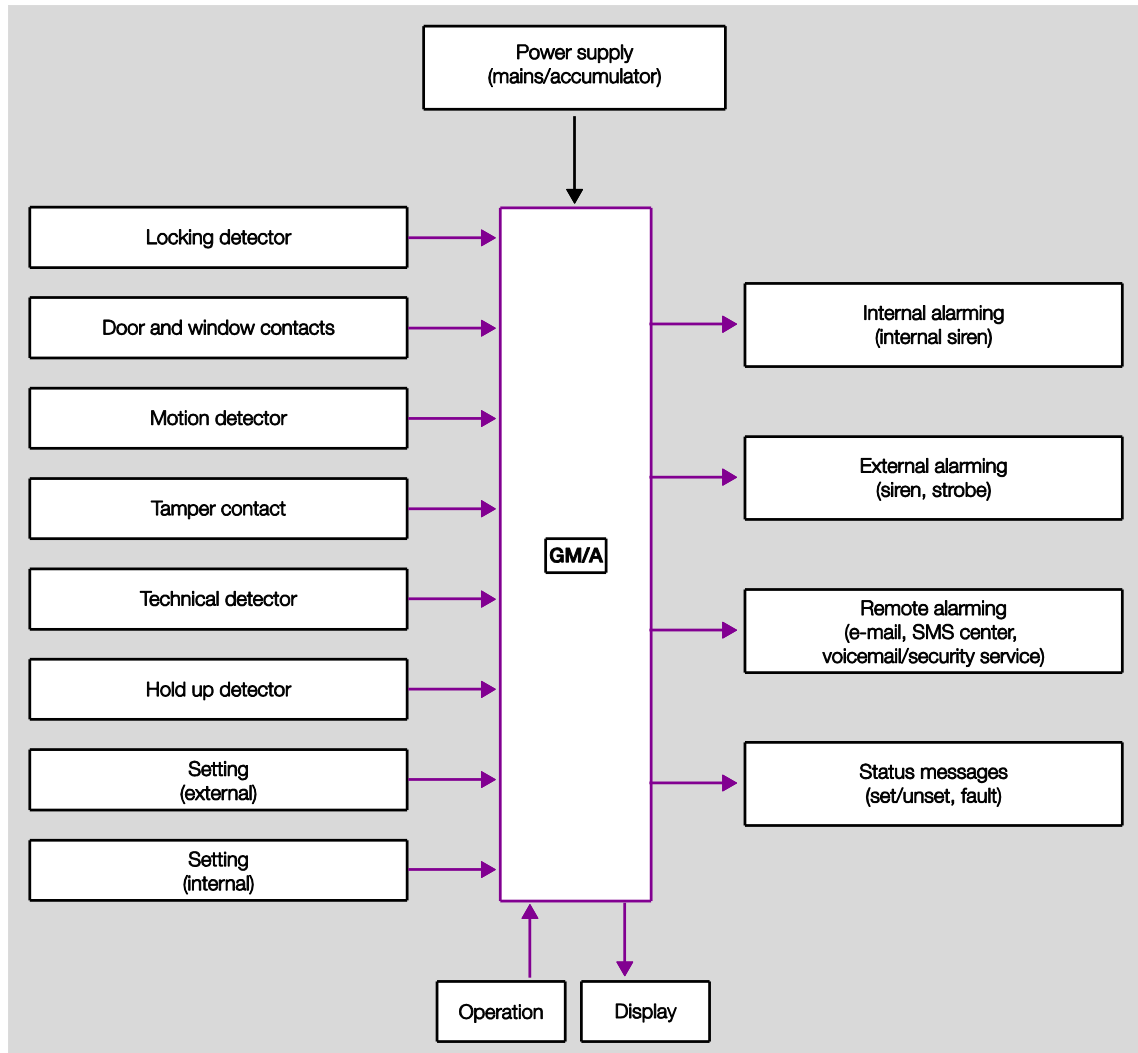 Power supply
(mains/accumulator)
Locking detector
Door and window contacts
Motion detector
Tamper contact
Technical detector
Hold up detector
Setting
(external)
Setting
(internal)
GM/A
Internal alarming
(internal siren)
External alarming
(siren, strobe)
Remote alarming
(e-mail, SMS center,
voicemail/security service)
Status messages
(set/unset, fault)
Operation
Display